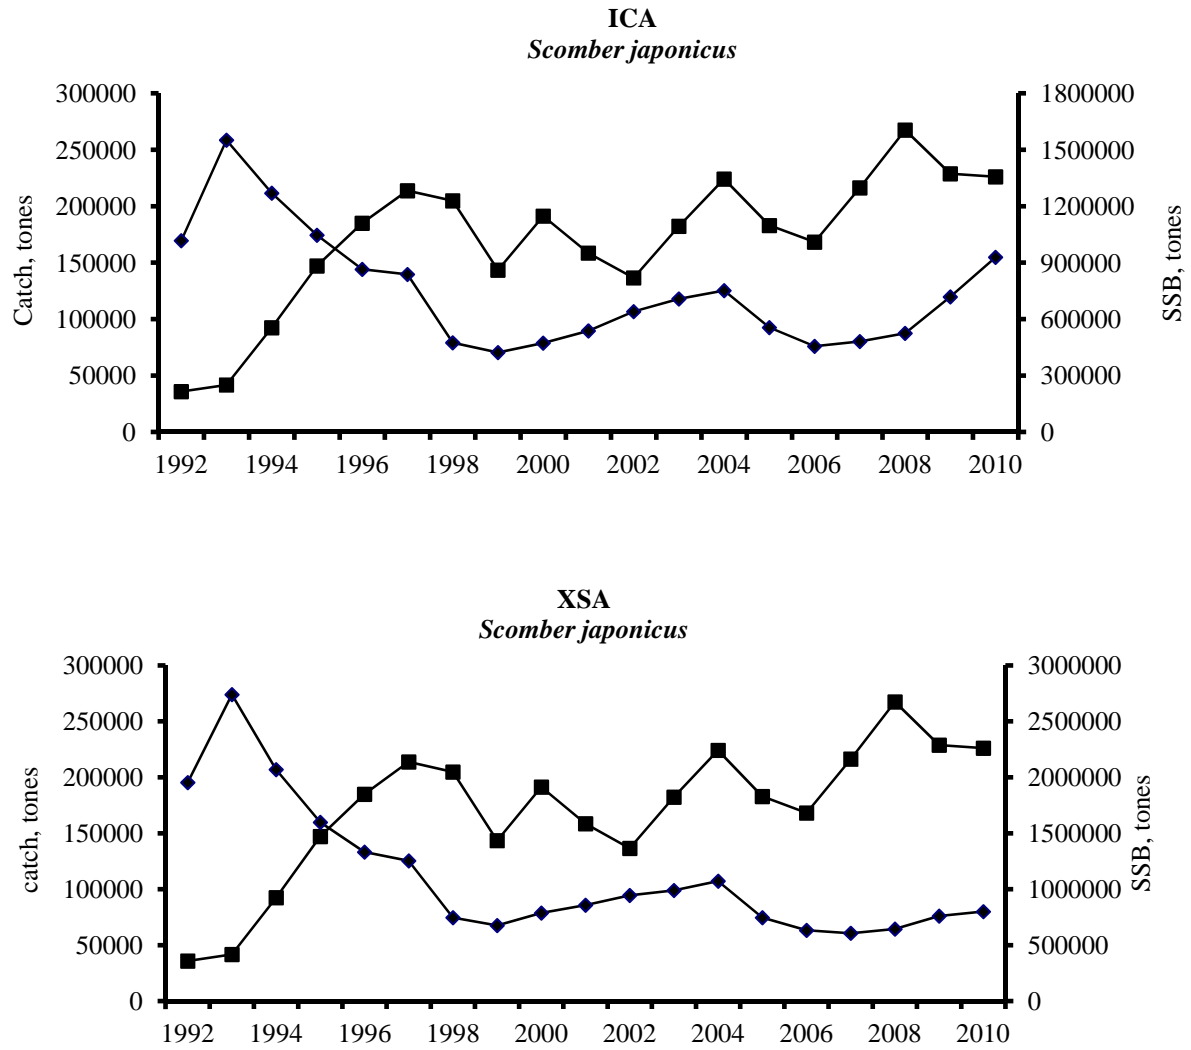 ICA
Scomber japonicus
300000
250000
200000
150000
100000
50000
0
Catch, tones
1800000
1500000
1200000
900000
600000
300000
0
SSB, tones
1992 1994 1996 1998 2000 2002 2004 2006 2008 2010
XSA
Scomber japonicus
300000
250000
200000
150000
100000
50000
0
catch, tones
3000000
2500000
2000000
1500000
1000000
500000
0
SSB, tones
1992 1994 1996 1998 2000 2002 2004 2006 2008 2010